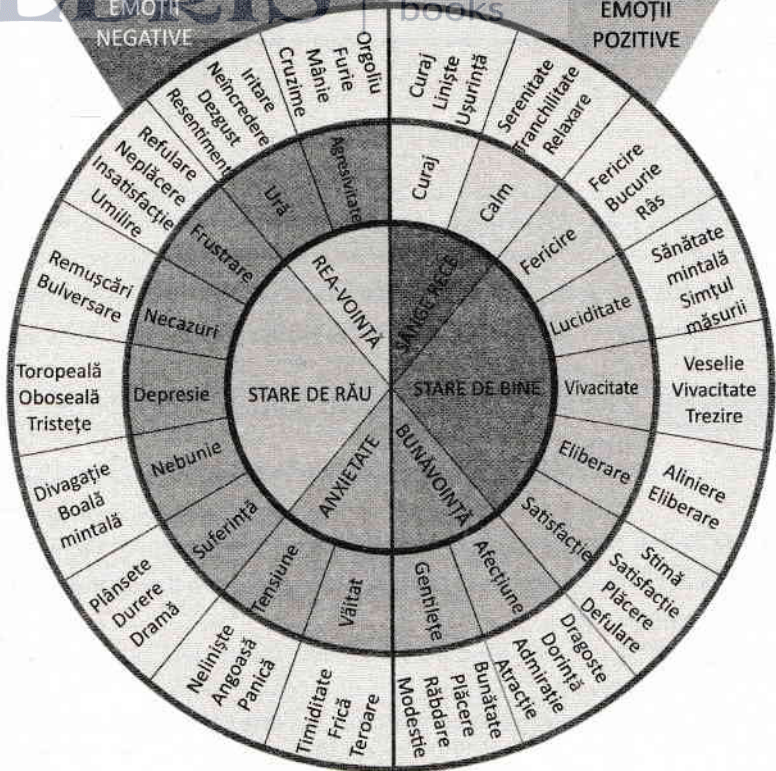 books
EMOȚII
NEGATIVE
EMOȚII
POZITIVE
Orgoliu
Furie
Mânie
Cruzime
Iritare
Neîncredere
Dezgust
Resentiment
Refulare
Neplăcere
Insatisfacție
Umilire
Remușcări
Bulversare
Toropeală
Oboseală
Tristețe
Divagație
Boală
mintală
Plânsete
Durere
Dramă
Neliniște
Angoasă
Panică
Timiditate
Frică
Teroare
Curaj
Liniște
Ușurință
Serenitate
Tranchilitate
Relaxare
Fericire
Bucurie
Râs
Sănătate
mintală
Simțul
măsurii
Veselie
Vivacitate
Trezire
Aliniere
Eliberare
Stimă
Satisfacție
Plăcere
Defulare
Dragoste
Dorință
Admirație
Atracție
Bunătate
Plăcere
Răbdare
Modestie
Agresivitate
Ură
Frustrare
Necazuri
Depresie
Nebunie
Suferință
Tensiune
Văitat
Curaj
Calm
Fericire
Luciditate
Vivacitate
Eliberare
Satisfacție
Afecțiune
Gentilețe
REA-VOINȚĂ
STARE DE RĂU
ANXIETATE
SÂNGE RECE
STARE DE BINE
BUNĂVOINȚĂ